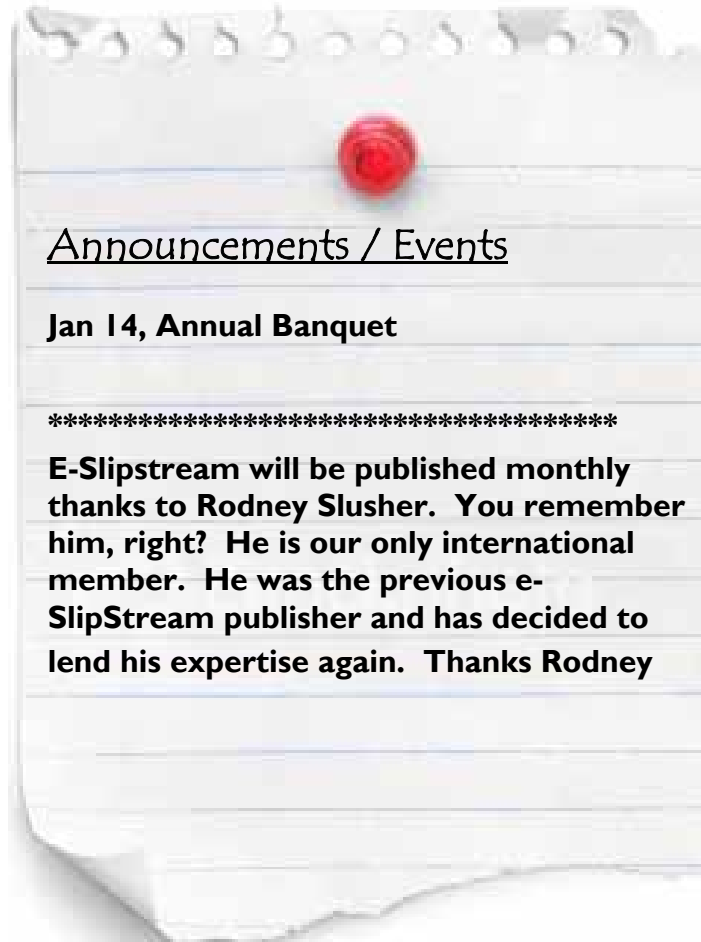 Announcements / Events
Jan 14, Annual Banquet
**************************************
E-Slipstream will be published monthly
thanks to Rodney Slusher.  You remember
him, right?  He is our only international
member.  He was the previous e-
SlipStream publisher and has decided to
lend his expertise again.  Thanks Rodney